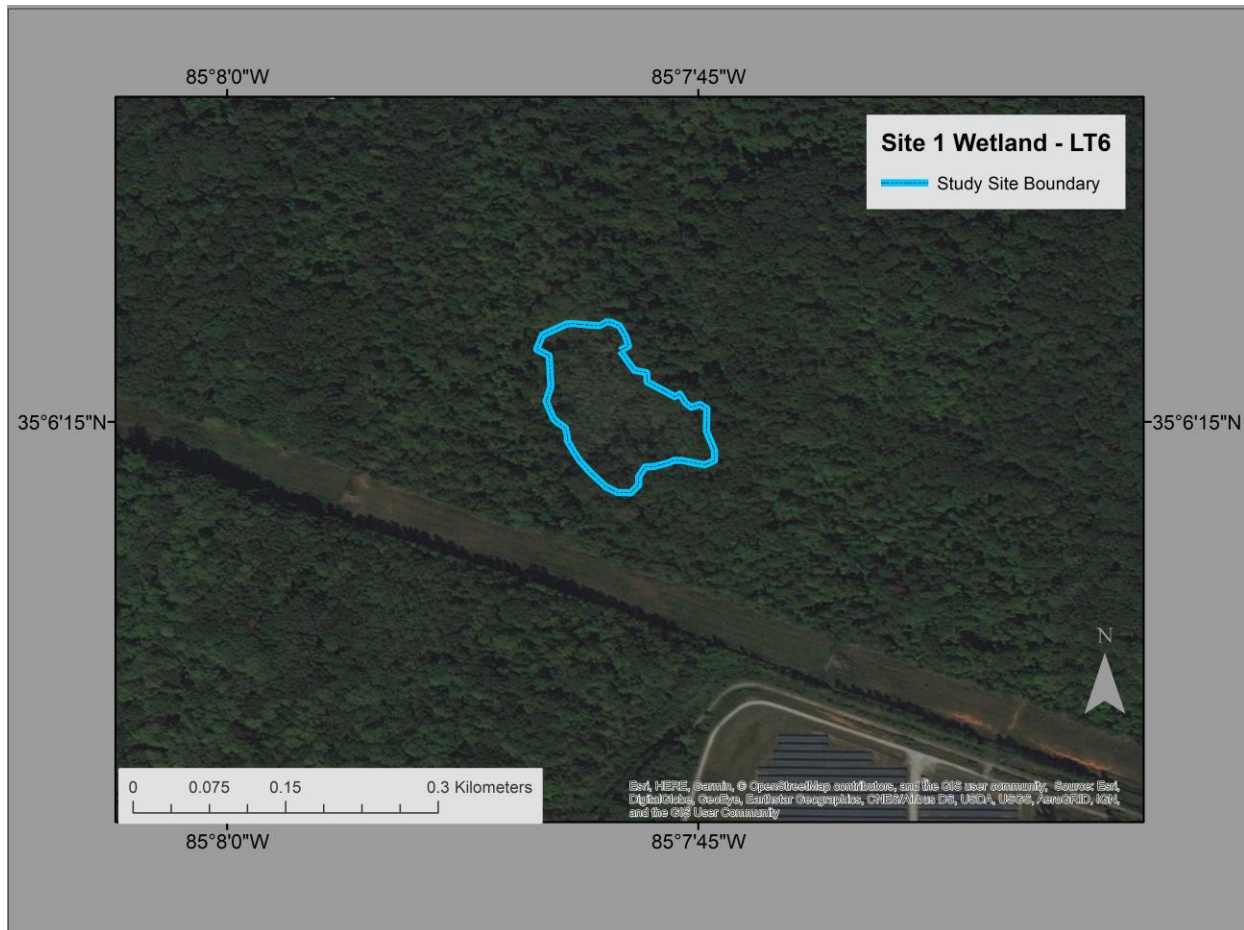 85°8'0"W
85°7'45"W
Site 1 Wetland - LT6
Study Site Boundary
35°6'15"N
35°6'15"N
N
0 0.075 0.15 0.3 Kilometers
Esri, HERE, Garmin, © OpenStreetMap contributors, and the GIS user community; Source: Esri,
DigitalGlobe, GeoEye, Earthstar Geographics, CNES/Airbus DS, USDA, USGS, AeroGRID, IGN,
and the GIS User Community
85°8'0"W
85°7'45"W